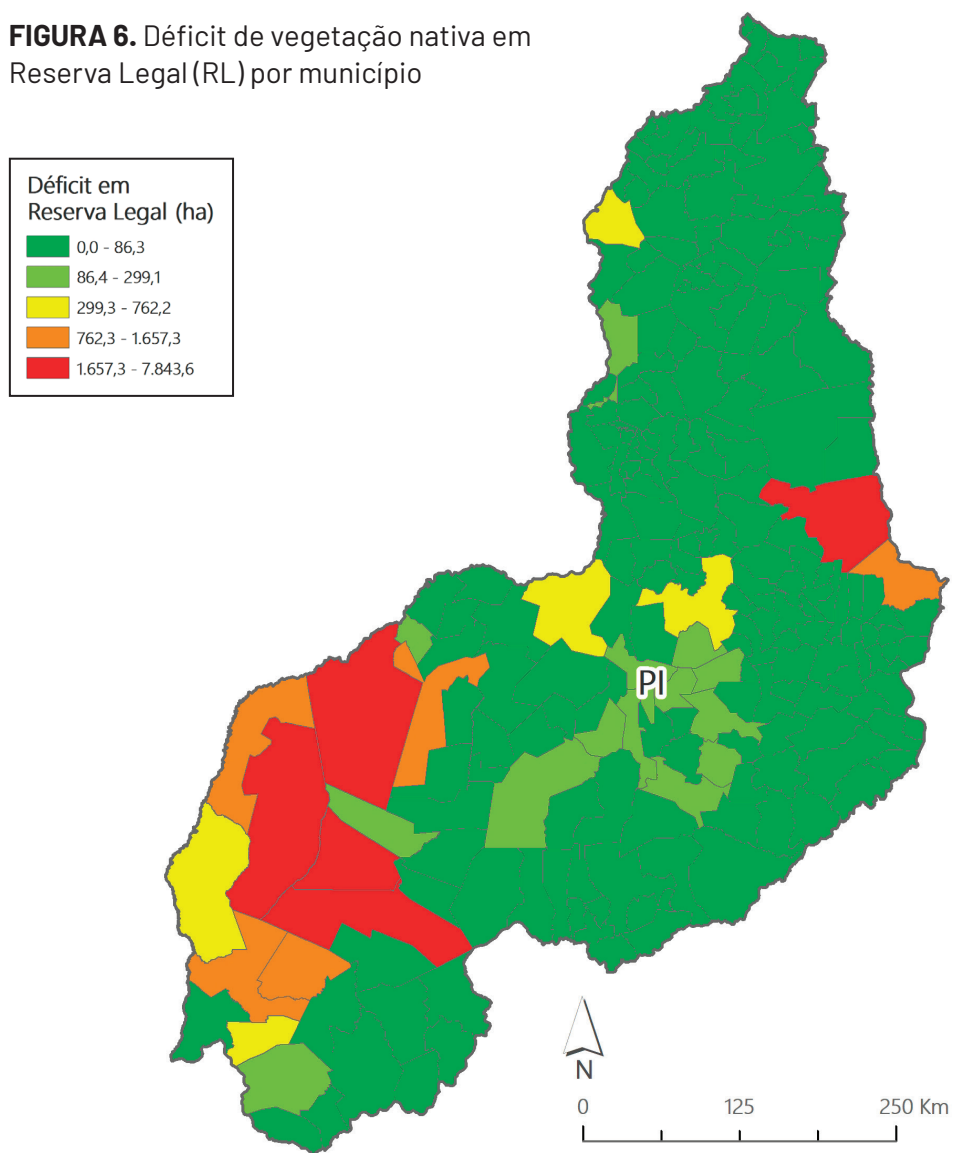 FIGURA 6. Déficit de vegetação nativa em
Reserva Legal (RL) por município
Déficit em
Reserva Legal (ha)
0,0 - 86,3
86,4 - 299,1
299,3 - 762,2
762,3 - 1.657,3
1.657,3 - 7.843,6
PI
N
0 125 250 Km